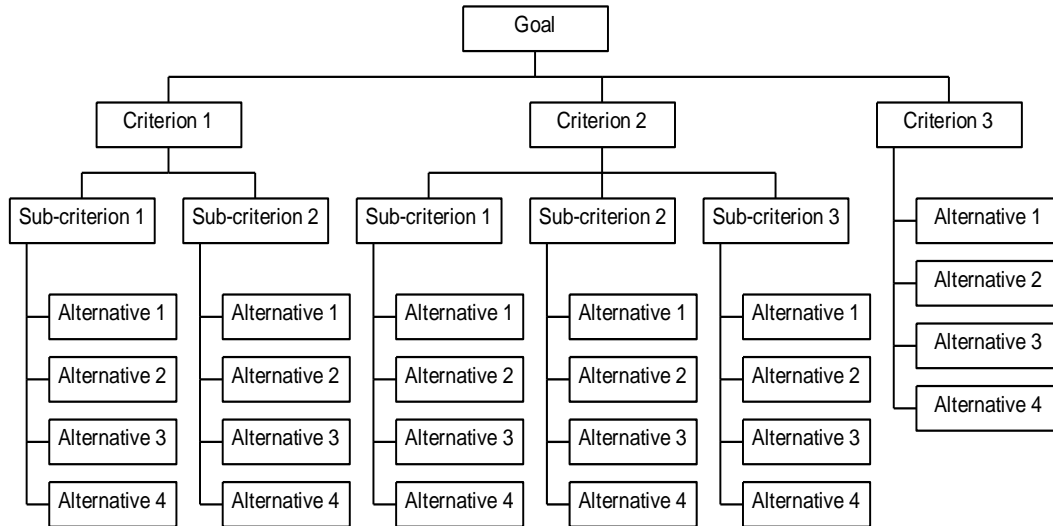 Goal
Criterion 1
Criterion 2
Criterion 3
Sub-criterion 1
Sub-criterion 2
Sub-criterion 1
Sub-criterion 2
Sub-criterion 3
Alternative 1
Alternative 2
Alternative 3
Alternative 4
Alternative 1
Alternative 2
Alternative 3
Alternative 4
Alternative 1
Alternative 2
Alternative 3
Alternative 4
Alternative 1
Alternative 2
Alternative 3
Alternative 4
Alternative 1
Alternative 2
Alternative 3
Alternative 4
Alternative 1
Alternative 2
Alternative 3
Alternative 4